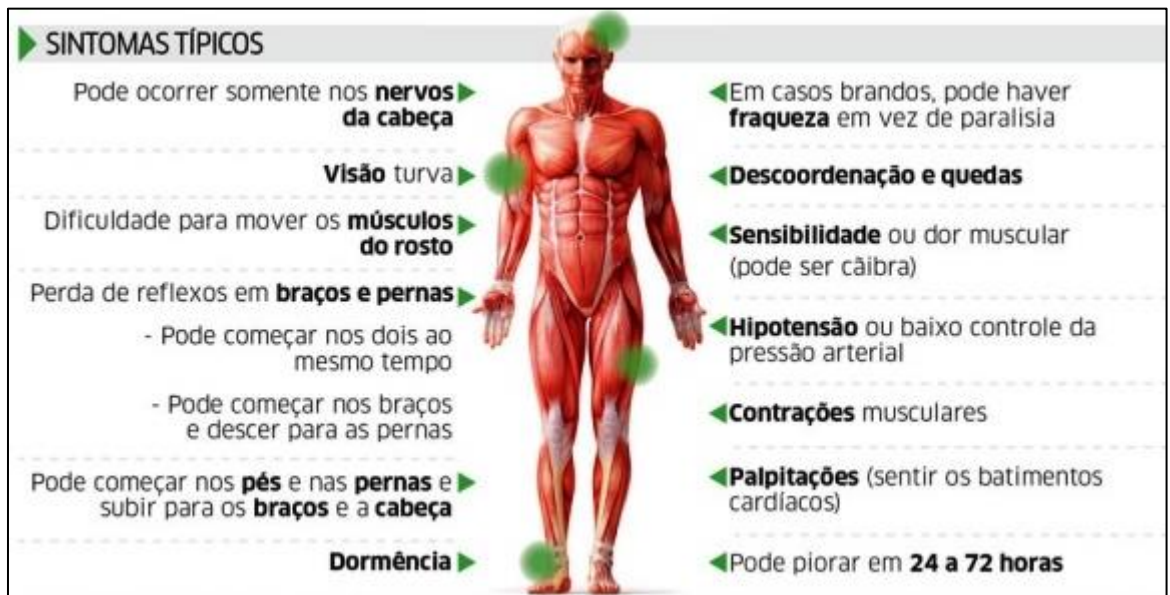 SINTOMAS TÍPICOS
Pode ocorrer somente nos nervos
da cabeça
Visão turva
Dificuldade para mover os músculos
do rosto
Perda de reflexos em braços e pernas
- Pode começar nos dois ao
mesmo tempo
- Pode começar nos braços
e descer para as pernas
Pode começar nos pés e nas pernas e
subir para os braços e a cabeça
Dormência
Em casos brandos, pode haver
fraqueza em vez de paralisia
Descoordenação e quedas
Sensibilidade ou dor muscular
(pode ser cãibra)
Hipotensão ou baixo controle da
pressão arterial
Contrações musculares
Palpitações (sentir os batimentos
cardíacos)
Pode piorar em 24 a 72 horas